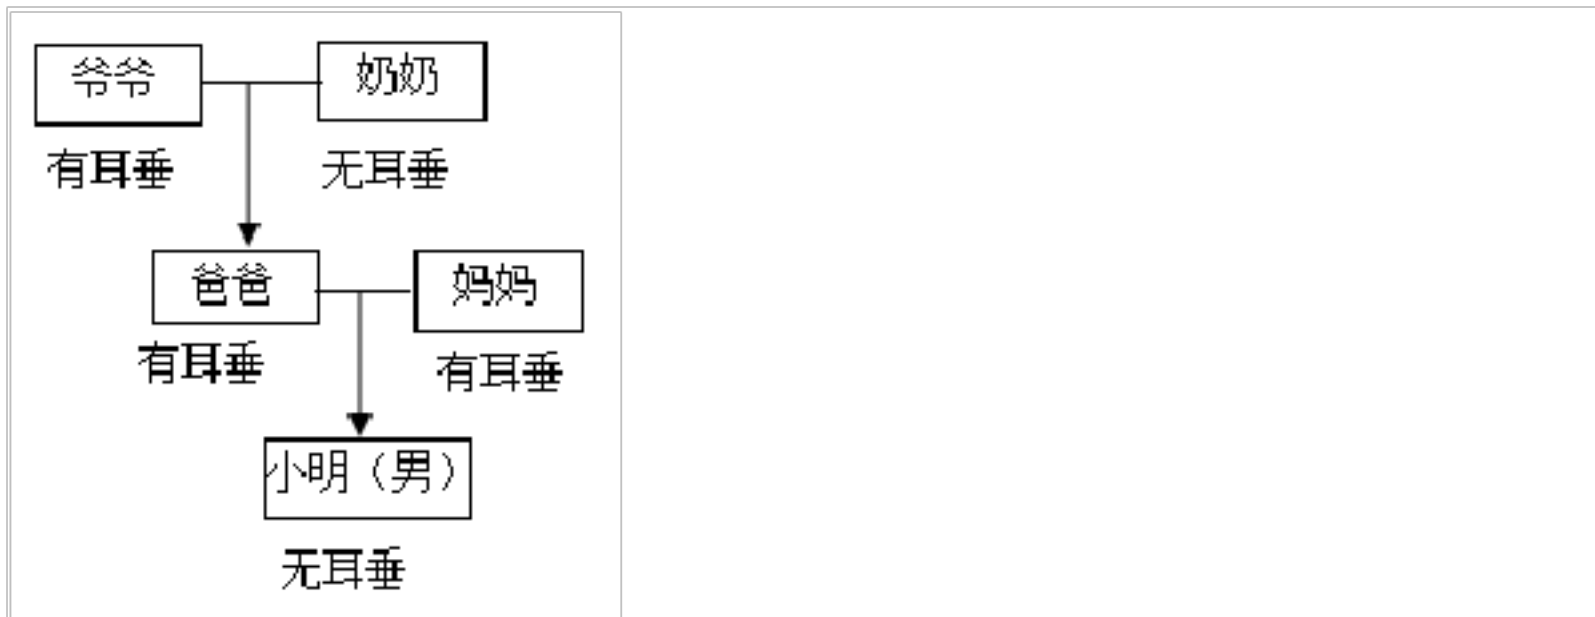 爷爷 奶奶
有耳垂 无耳垂
爸爸 妈妈
有耳垂 有耳垂
小明（男）
无耳垂